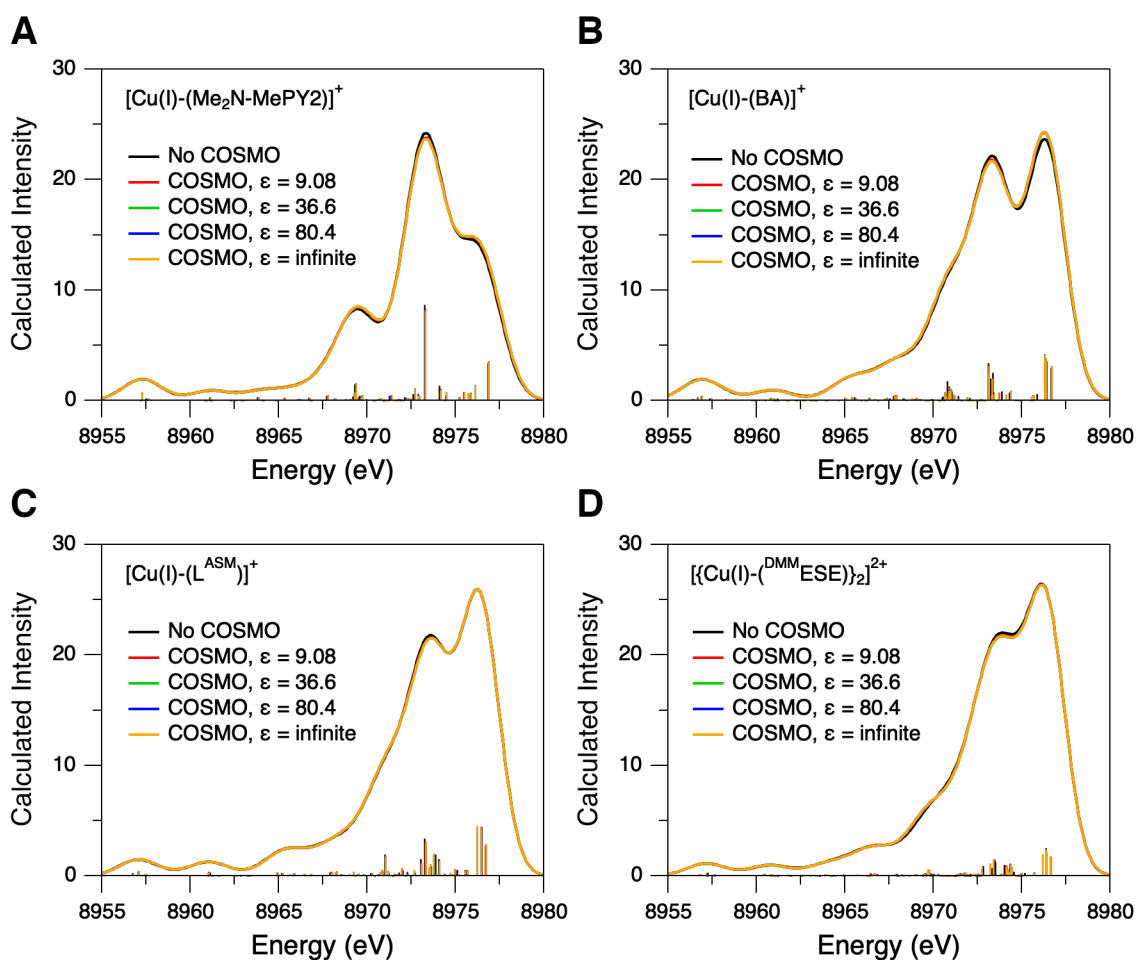 A
[Cu(I)-(Me₂N-MePY2)]⁺
No COSMO
COSMO, ε = 9.08
COSMO, ε = 36.6
COSMO, ε = 80.4
COSMO, ε = infinite
Calculated Intensity
30
20
10
0
8955 8960 8965 8970 8975 8980
Energy (eV)
B
[Cu(I)-(BA)]⁺
No COSMO
COSMO, ε = 9.08
COSMO, ε = 36.6
COSMO, ε = 80.4
COSMO, ε = infinite
Calculated Intensity
30
20
10
0
8955 8960 8965 8970 8975 8980
Energy (eV)
C
[Cu(I)-(Lᴬˢᴹ)]⁺
No COSMO
COSMO, ε = 9.08
COSMO, ε = 36.6
COSMO, ε = 80.4
COSMO, ε = infinite
Calculated Intensity
30
20
10
0
8955 8960 8965 8970 8975 8980
Energy (eV)
D
[{Cu(I)-(ᴰᴹᴹESE)}₂]²⁺
No COSMO
COSMO, ε = 9.08
COSMO, ε = 36.6
COSMO, ε = 80.4
COSMO, ε = infinite
Calculated Intensity
30
20
10
0
8955 8960 8965 8970 8975 8980
Energy (eV)